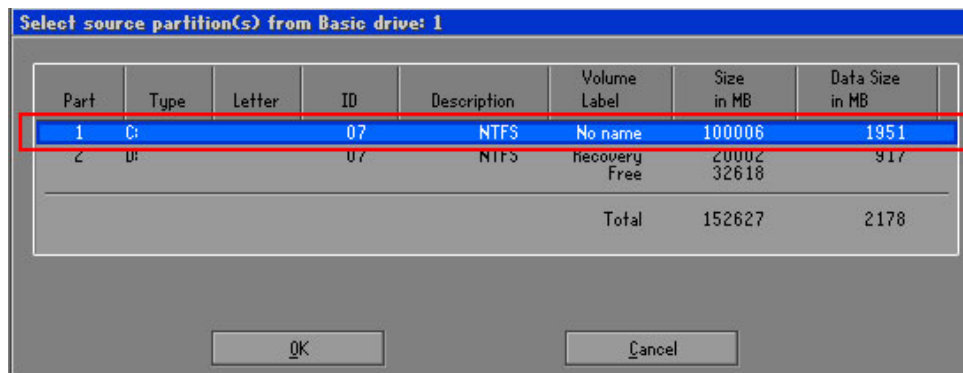 Select source partition(s) from Basic drive: 1
Part Type Letter ID Description Volume Label Size in MB Data Size in MB
1 C: 07 NTFS No name 100006 1951
2 D: 07 NTFS Recovery 20002 917
Free 32618
Total 152627 2178
OK Cancel